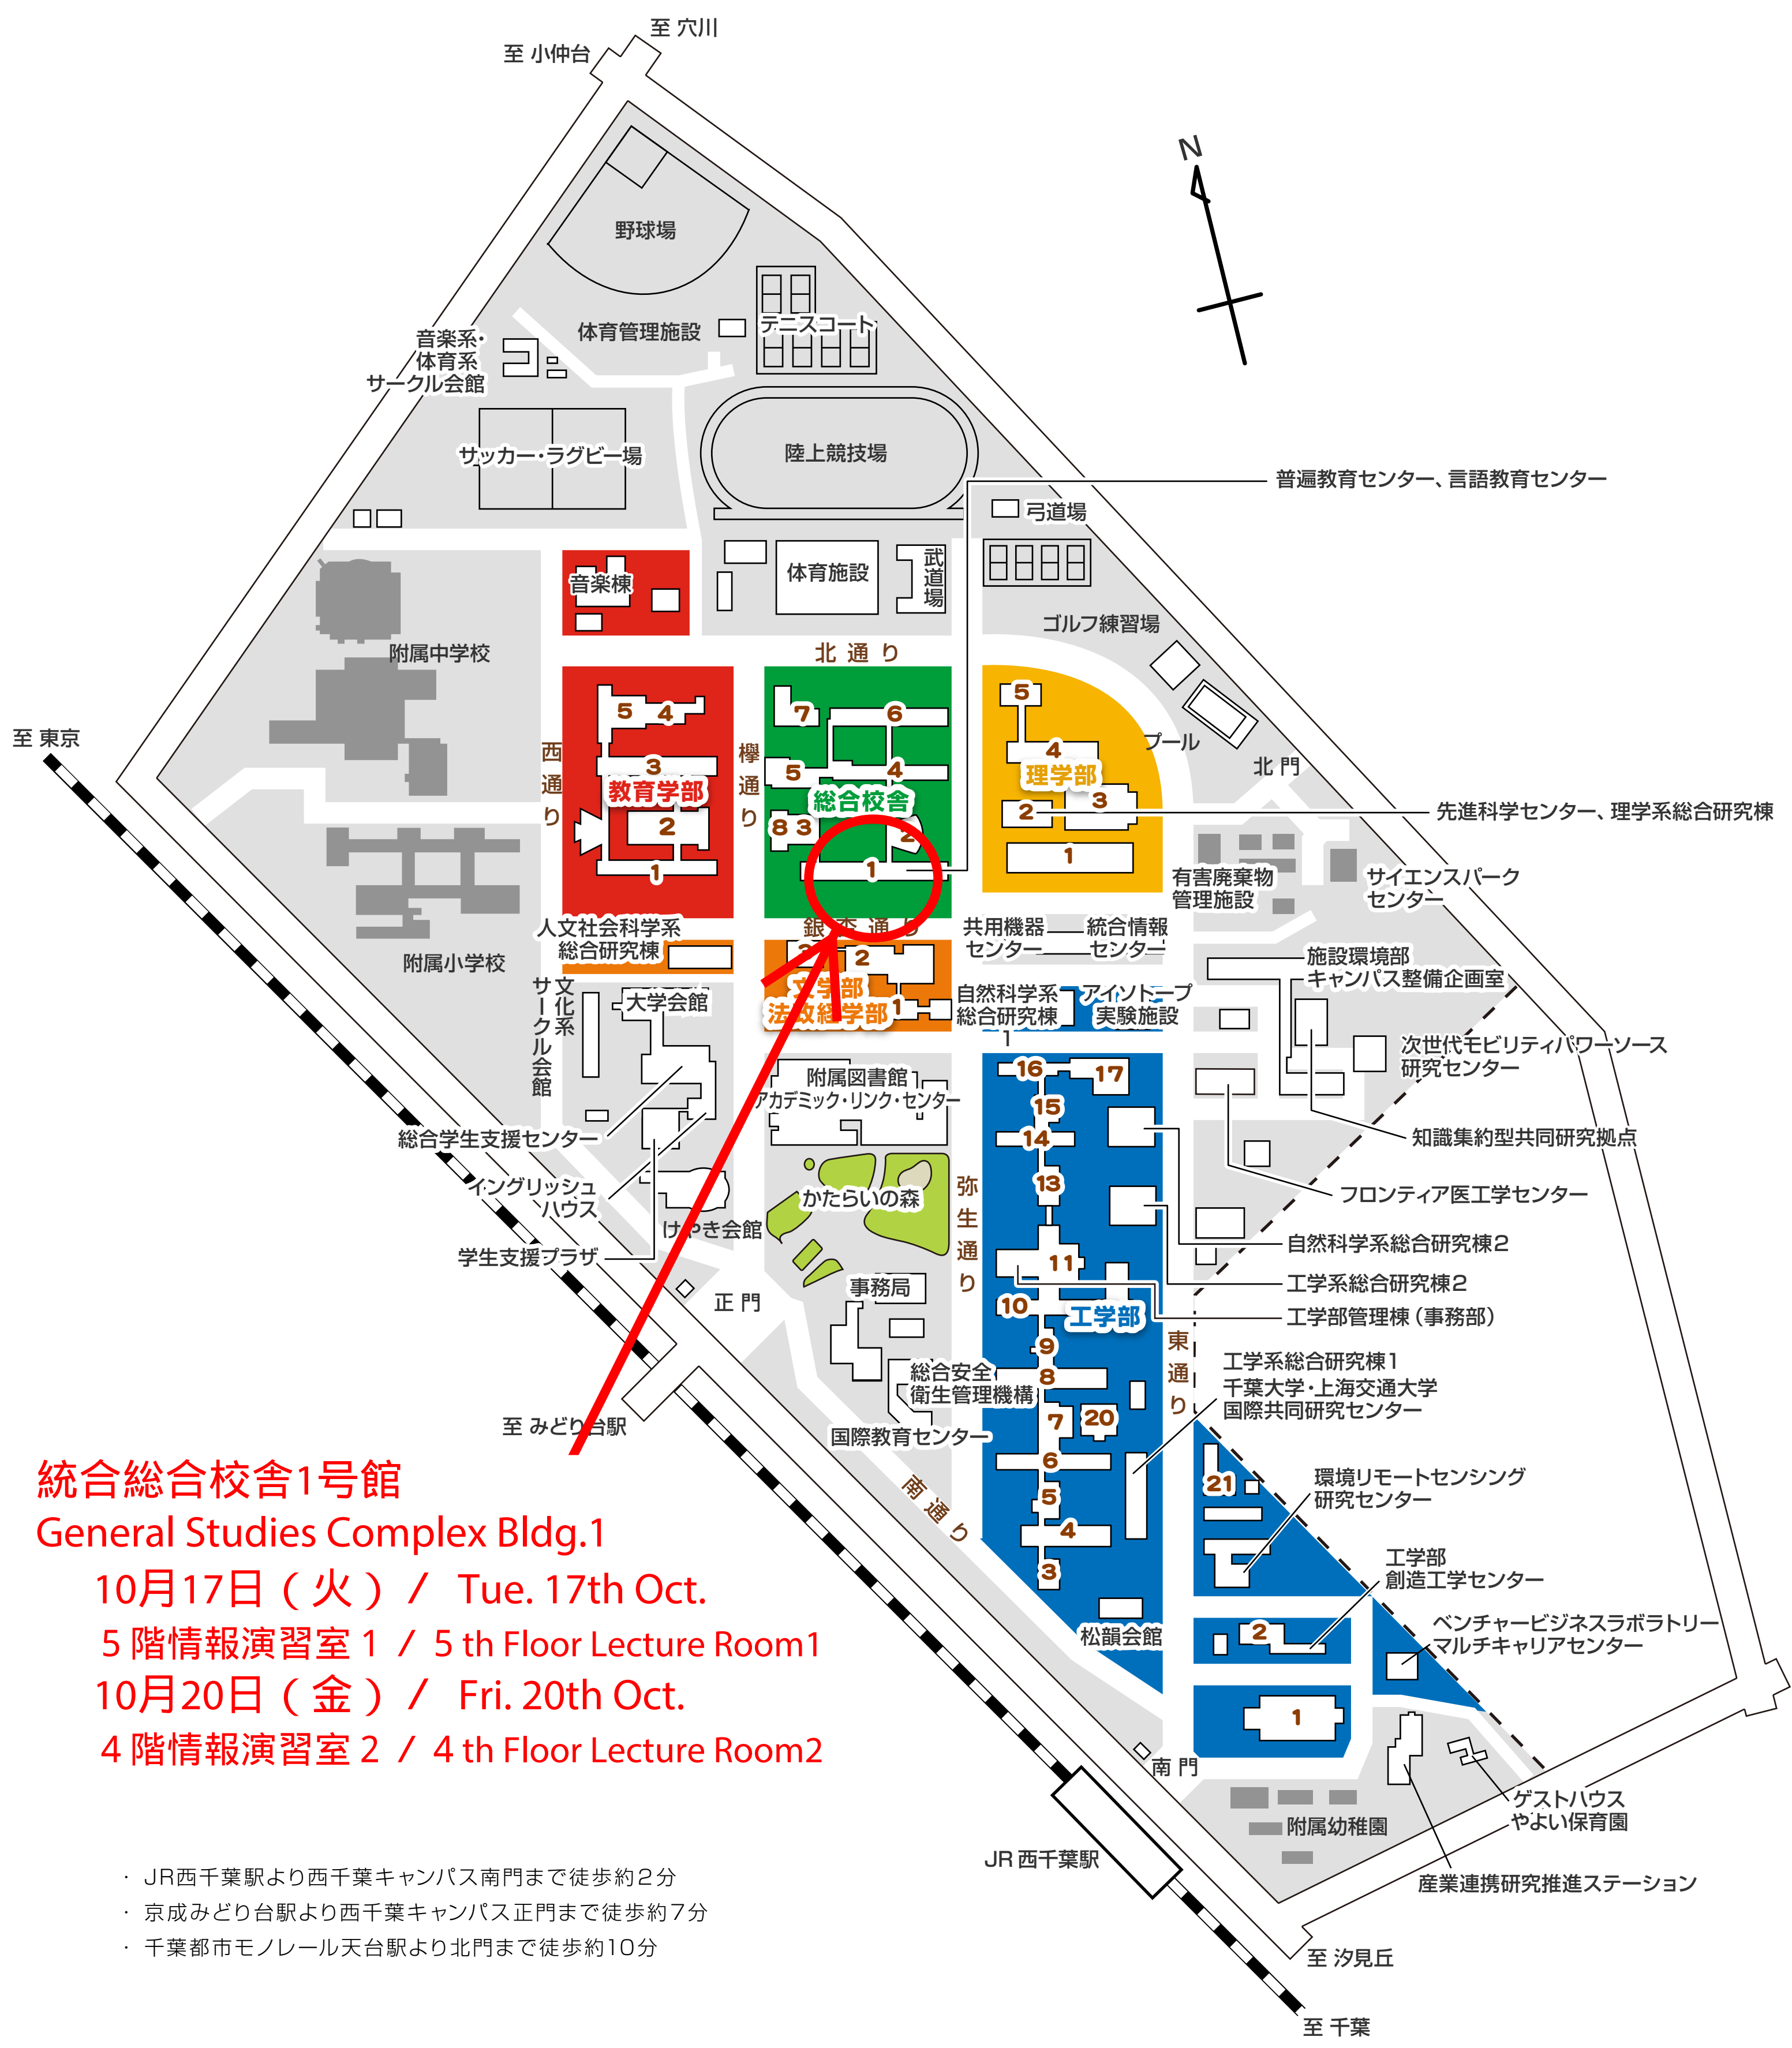 至 穴川
至 小仲台
N
野球場
体育管理施設
テニスコート
音楽系・
体育系
サークル会館
サッカー・ラグビー場
陸上競技場
普遍教育センター、言語教育センター
弓道場
音楽棟
体育施設
武道場
ゴルフ練習場
附属中学校
北通り
至 東京
西通り
欅通り
5
4
3
教育学部
2
1
7
6
5
4
総合校舎
8
3
2
1
5
4
理学部
3
2
1
プール
北門
先進科学センター、理学系総合研究棟
有害廃棄物
管理施設
サイエンスパーク
センター
附属小学校
人文社会科学系
総合研究棟
銀杏通り
共用機器
センター
統合情報
センター
施設環境部
キャンパス整備企画室
文化系
サークル会館
大学会館
2
文学部
法政経学部
1
自然科学系
総合研究棟
1
アイソトープ
実験施設
次世代モビリティパワーソース
研究センター
附属図書館
アカデミック・リンク・センター
16
17
15
14
13
総合学生支援センター
知識集約型共同研究拠点
イングリッシュ
ハウス
かたらいの森
弥生通り
フロンティア医工学センター
けやき会館
学生支援プラザ
自然科学系総合研究棟2
11
工学系総合研究棟2
事務局
正門
10
工学部
工学部管理棟（事務部）
9
東通り
8
総合安全
衛生管理機構
工学系総合研究棟1
千葉大学・上海交通大学
国際共同研究センター
至 みどり台駅
国際教育センター
7
20
6
5
4
3
21
環境リモートセンシング
研究センター
南通り
工学部
創造工学センター
松韻会館
2
ベンチャービジネスラボラトリー
マルチキャリアセンター
1
統合総合校舎1号館
General Studies Complex Bldg.1
10月17日（火）/ Tue. 17th Oct.
5 階情報演習室 1 / 5 th Floor Lecture Room1
10月20日（金）/ Fri. 20th Oct.
4 階情報演習室 2 / 4 th Floor Lecture Room2
南門
附属幼稚園
ゲストハウス
やよい保育園
JR 西千葉駅
産業連携研究推進ステーション
・ JR西千葉駅より西千葉キャンパス南門まで徒歩約2分
・ 京成みどり台駅より西千葉キャンパス正門まで徒歩約7分
・ 千葉都市モノレール天台駅より北門まで徒歩約10分
至 汐見丘
至 千葉